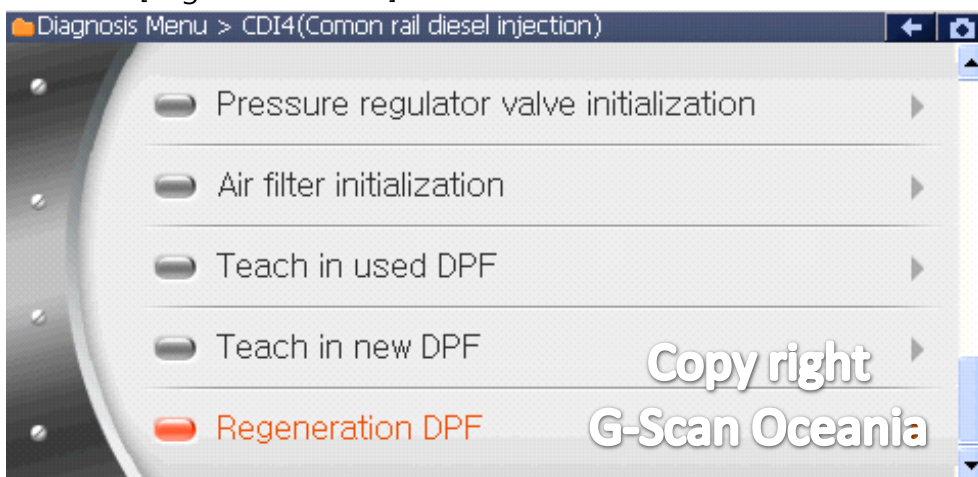 Diagnosis Menu > CDI4(Comon rail diesel injection)
Pressure regulator valve initialization
Air filter initialization
Teach in used DPF
Teach in new DPF
Regeneration DPF
Copy right
G-Scan Oceania